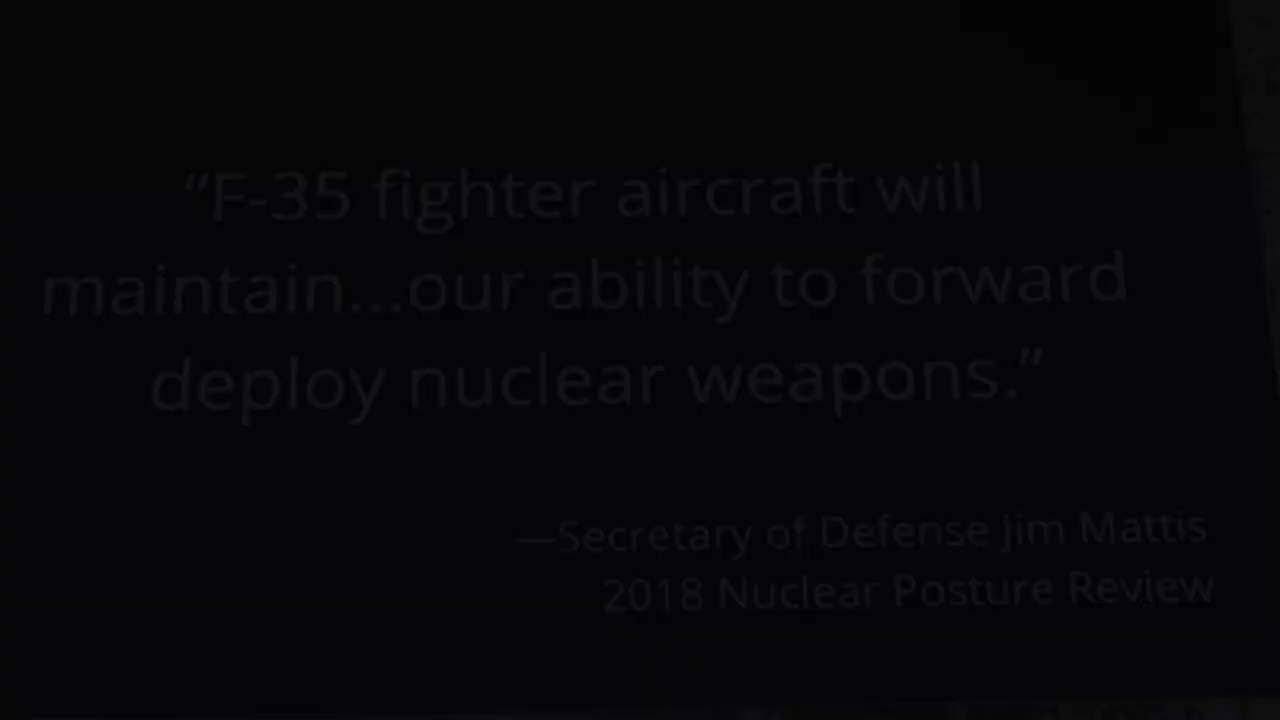 “F-35 fighter aircraft will
maintain...our ability to forward
deploy nuclear weapons.”
—Secretary of Defense Jim Mattis
2018 Nuclear Posture Review